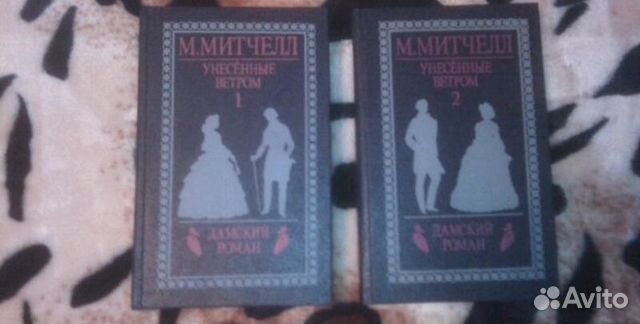 М.МИТЧЕЛЛ
УНЕСЁННЫЕ
ВЕТРОМ
1
ДАМСКИЙ
РОМАН
М.МИТЧЕЛЛ
УНЕСЁННЫЕ
ВЕТРОМ
2
ДАМСКИЙ
РОМАН
Avito